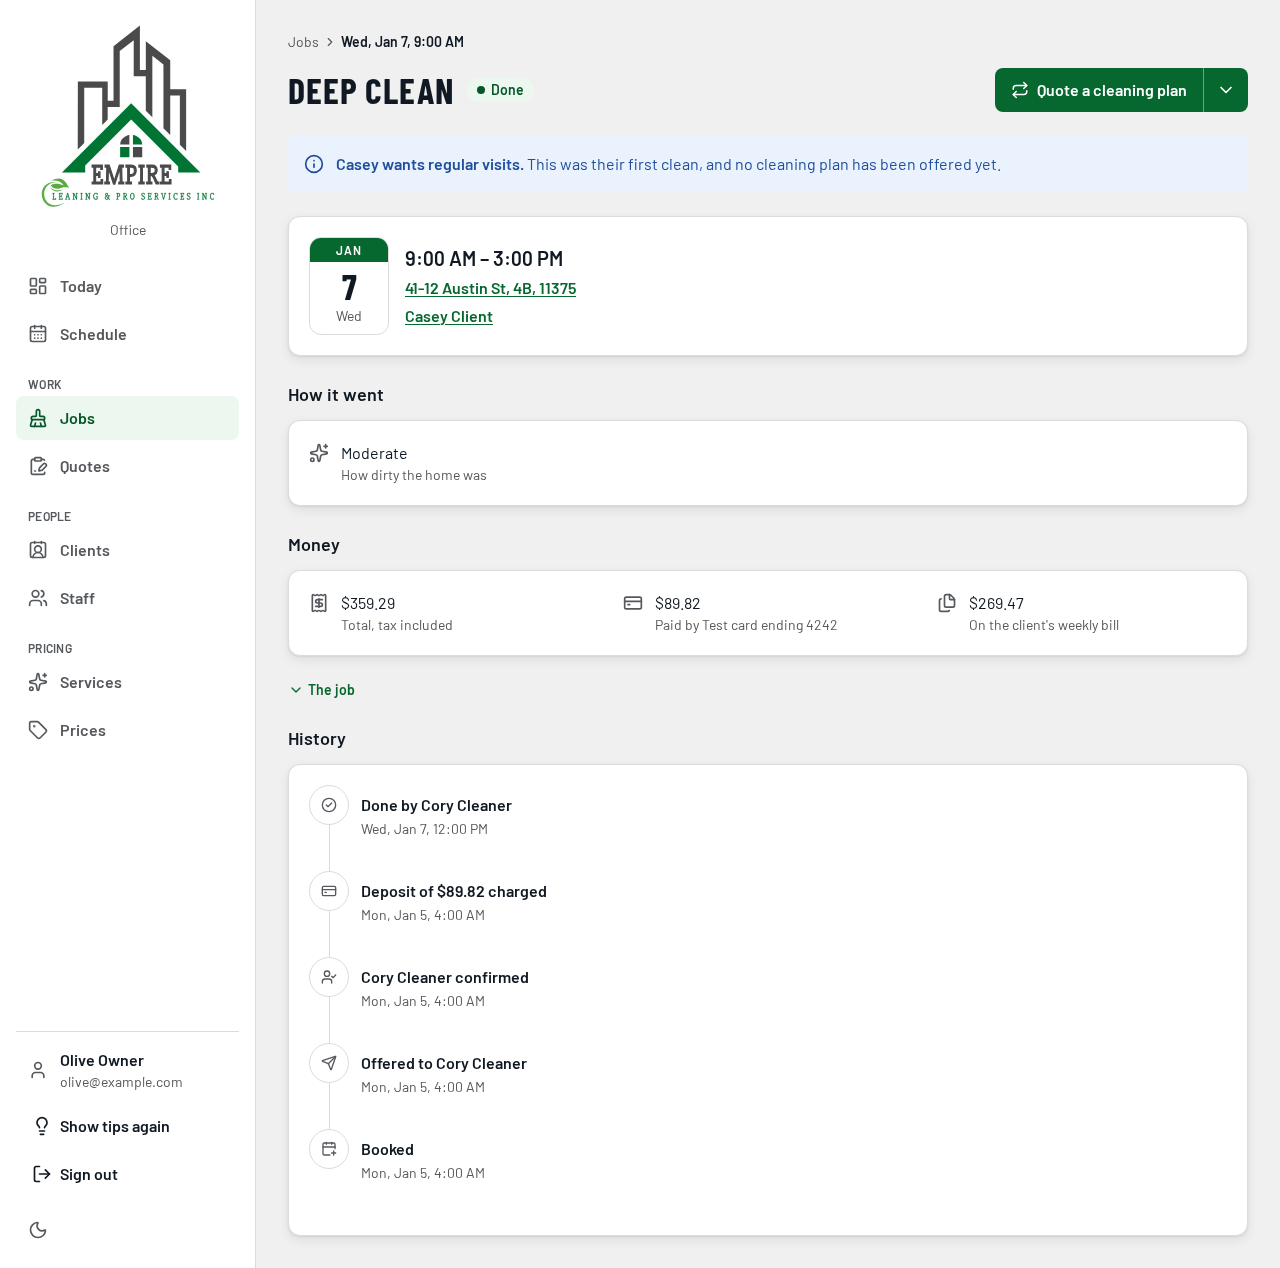 EMPIRE
LEANING & PRO SERVICES INC
Office
Today
Schedule
WORK
Jobs
Quotes
PEOPLE
Clients
Staff
PRICING
Services
Prices
Olive Owner
olive@example.com
Show tips again
Sign out
Jobs > Wed, Jan 7, 9:00 AM
DEEP CLEAN
Done
Quote a cleaning plan
Casey wants regular visits. This was their first clean, and no cleaning plan has been offered yet.
JAN
7
Wed
9:00 AM – 3:00 PM
41-12 Austin St, 4B, 11375
Casey Client
How it went
Moderate
How dirty the home was
Money
$359.29
Total, tax included
$89.82
Paid by Test card ending 4242
$269.47
On the client's weekly bill
The job
History
Done by Cory Cleaner
Wed, Jan 7, 12:00 PM
Deposit of $89.82 charged
Mon, Jan 5, 4:00 AM
Cory Cleaner confirmed
Mon, Jan 5, 4:00 AM
Offered to Cory Cleaner
Mon, Jan 5, 4:00 AM
Booked
Mon, Jan 5, 4:00 AM